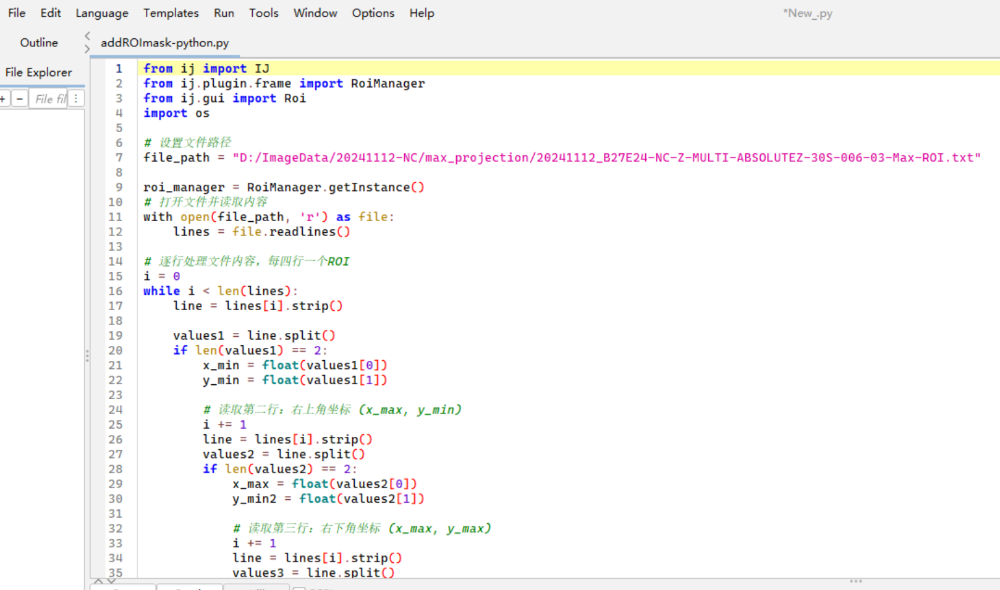 File Edit Language Templates Run Tools Window Options Help
*New_.py
Outline
addROImask-python.py
File Explorer
+ − File fil
1 from ij import IJ
2 from ij.plugin.frame import RoiManager
3 from ij.gui import Roi
4 import os
5
6 # 设置文件路径
7 file_path = "D:/ImageData/20241112-NC/max_projection/20241112_B27E24-NC-Z-MULTI-ABSOLUTEZ-30S-006-03-Max-ROI.txt"
8
9 roi_manager = RoiManager.getInstance()
10 # 打开文件并读取内容
11 with open(file_path, 'r') as file:
12     lines = file.readlines()
13
14 # 逐行处理文件内容，每四行一个ROI
15 i = 0
16 while i < len(lines):
17     line = lines[i].strip()
18
19     values1 = line.split()
20     if len(values1) == 2:
21         x_min = float(values1[0])
22         y_min = float(values1[1])
23
24         # 读取第二行：右上角坐标 (x_max, y_min)
25         i += 1
26         line = lines[i].strip()
27         values2 = line.split()
28         if len(values2) == 2:
29             x_max = float(values2[0])
30             y_min2 = float(values2[1])
31
32             # 读取第三行：右下角坐标 (x_max, y_max)
33             i += 1
34             line = lines[i].strip()
35             values3 = line.split()